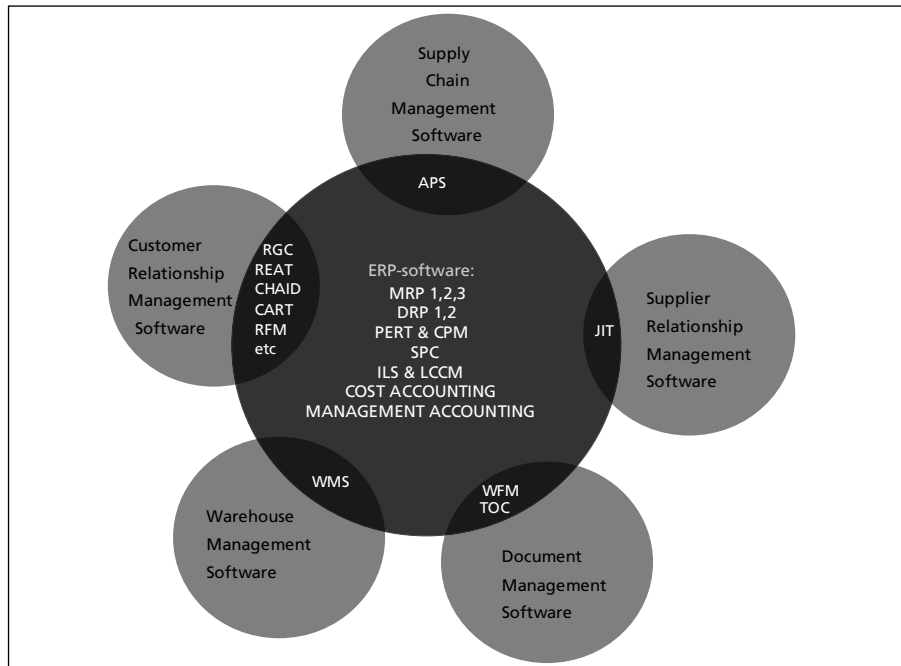 Supply
Chain
Management
Software
APS
Customer
Relationship
Management
Software
RGC
REAT
CHAID
CART
RFM
etc
ERP-software:
MRP 1,2,3
DRP 1,2
PERT & CPM
SPC
ILS & LCCM
COST ACCOUNTING
MANAGEMENT ACCOUNTING
JIT
Supplier
Relationship
Management
Software
WMS
Warehouse
Management
Software
WFM
TOC
Document
Management
Software